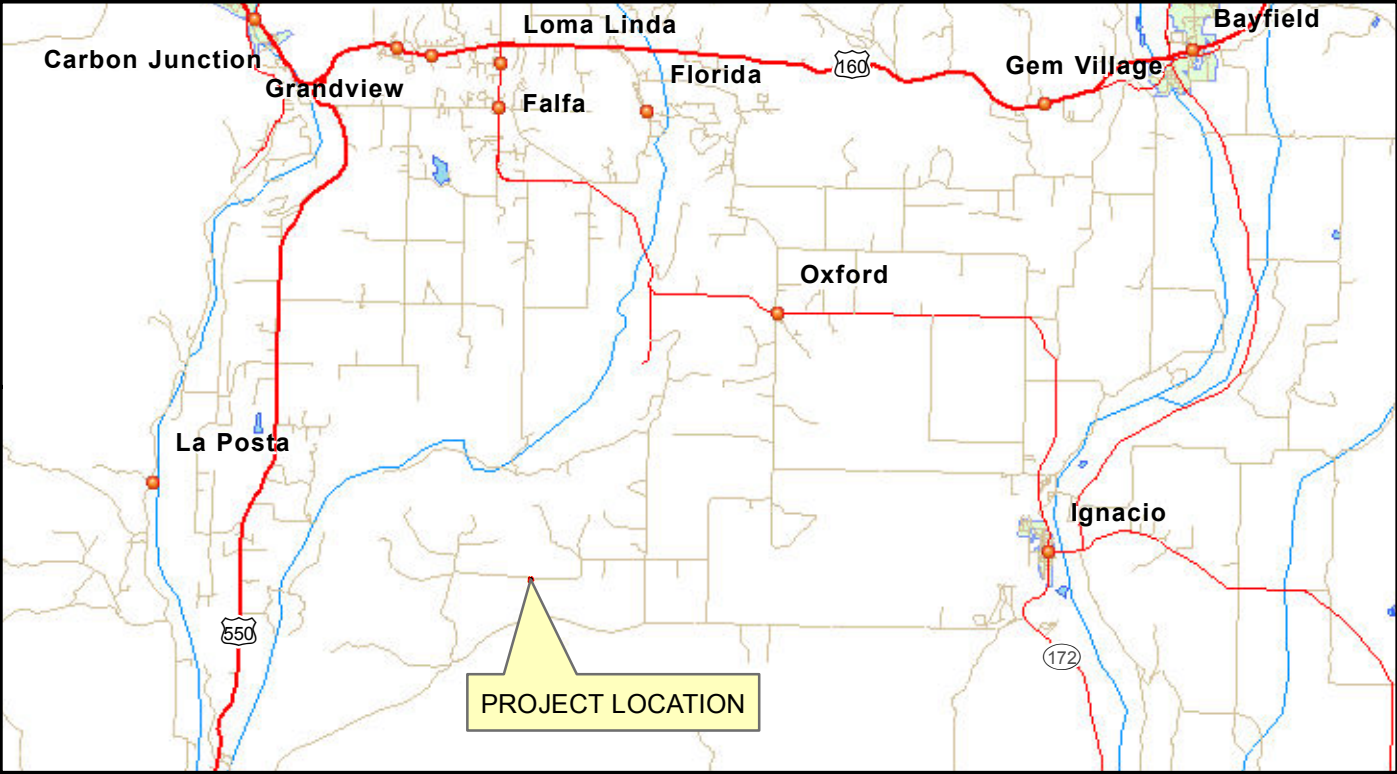 Bayfield
Loma Linda
Carbon Junction
160
Gem Village
Florida
Grandview
Falfa
Oxford
La Posta
Ignacio
550
172
PROJECT LOCATION